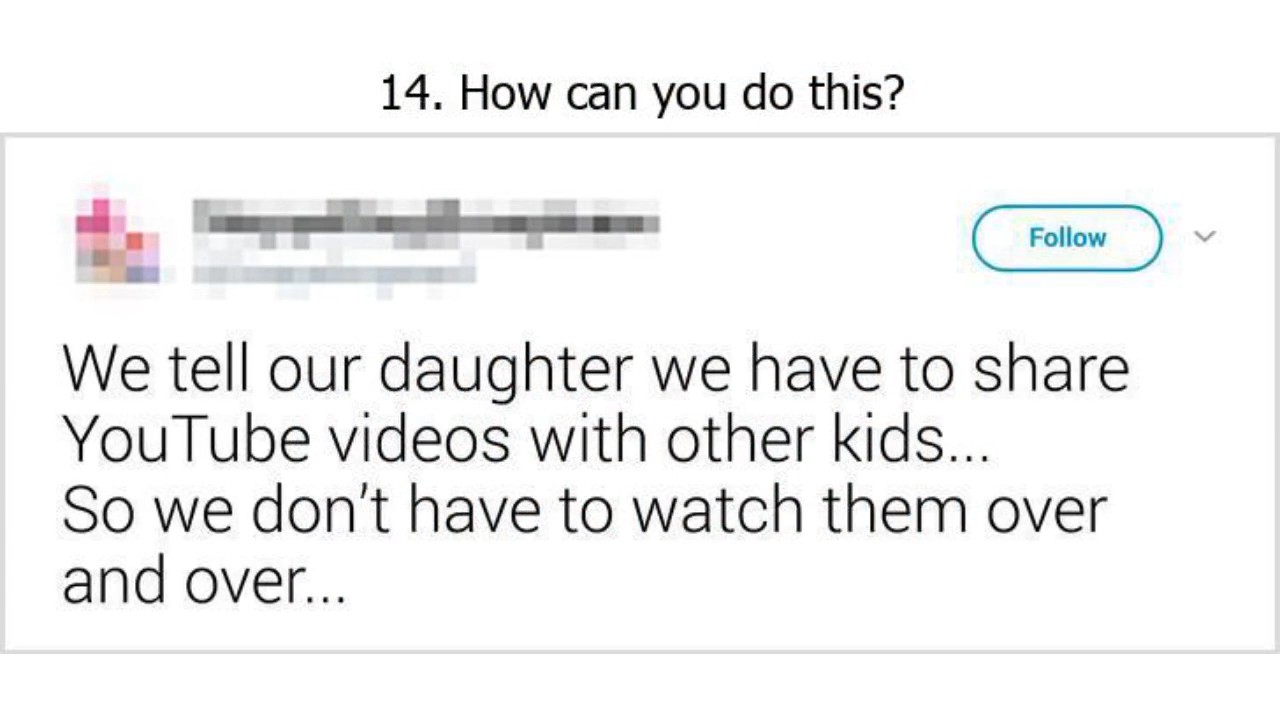 14. How can you do this?
Follow
We tell our daughter we have to share
YouTube videos with other kids...
So we don't have to watch them over
and over...